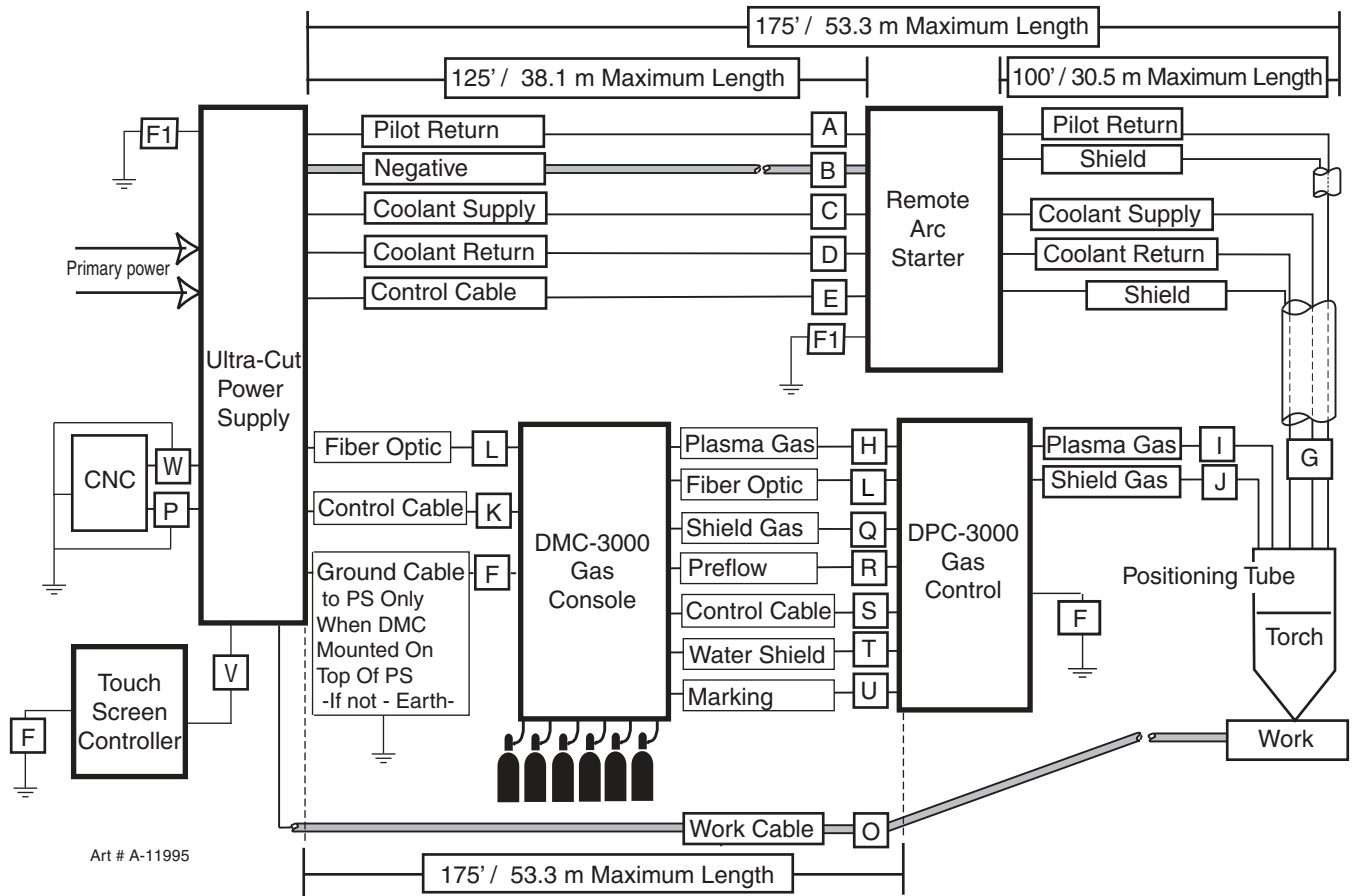 175’ / 53.3 m Maximum Length
125’ / 38.1 m Maximum Length
100’ / 30.5 m Maximum Length
F1
Primary power
Ultra-Cut
Power
Supply
Pilot Return
A
Negative
B
Coolant Supply
C
Coolant Return
D
Control Cable
E
F1
Remote
Arc
Starter
Pilot Return
Shield
Coolant Supply
Coolant Return
Shield
G
CNC
W
P
Fiber Optic
L
Control Cable
K
Ground Cable
to PS Only
When DMC
Mounted On
Top Of PS
-If not - Earth-
F
DMC-3000
Gas
Console
Plasma Gas
H
Fiber Optic
L
Shield Gas
Q
Preflow
R
Control Cable
S
Water Shield
T
Marking
U
DPC-3000
Gas
Control
Plasma Gas
I
Shield Gas
J
F
Positioning Tube
Torch
Work
Touch
Screen
Controller
V
F
Work Cable
O
Art # A-11995
175’ / 53.3 m Maximum Length